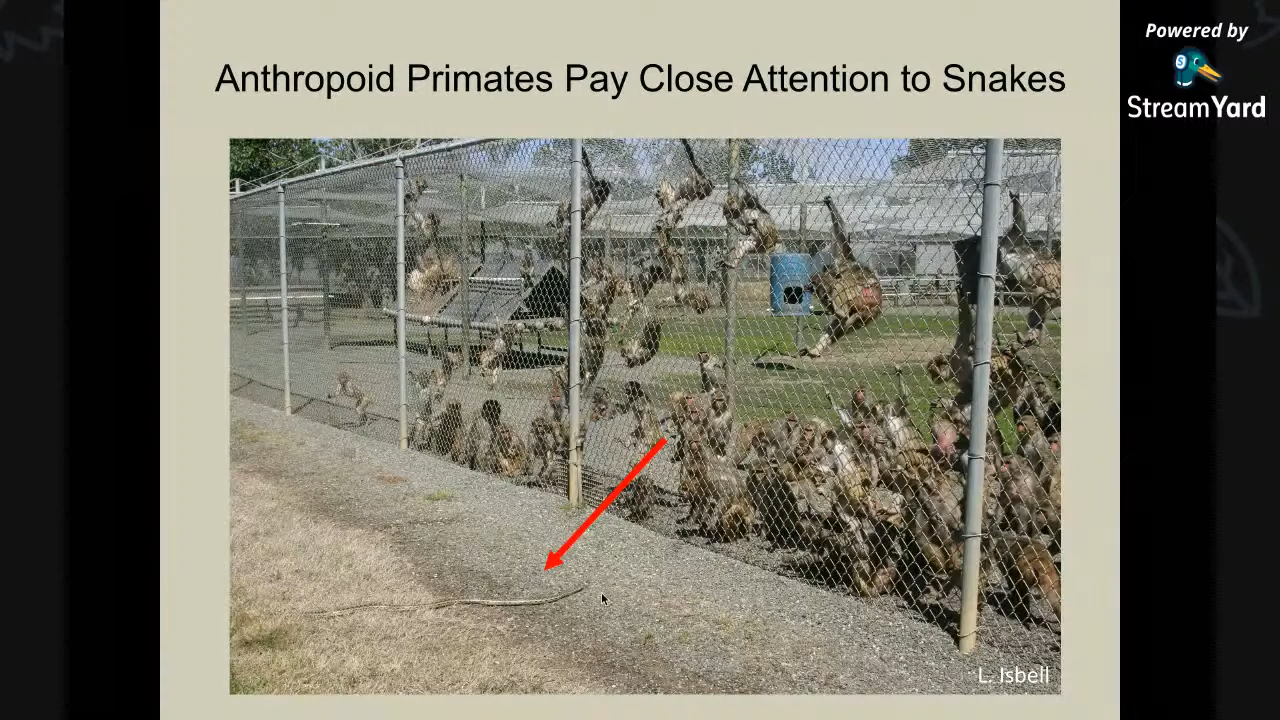 Powered by
StreamYard
Anthropoid Primates Pay Close Attention to Snakes
L. Isbell